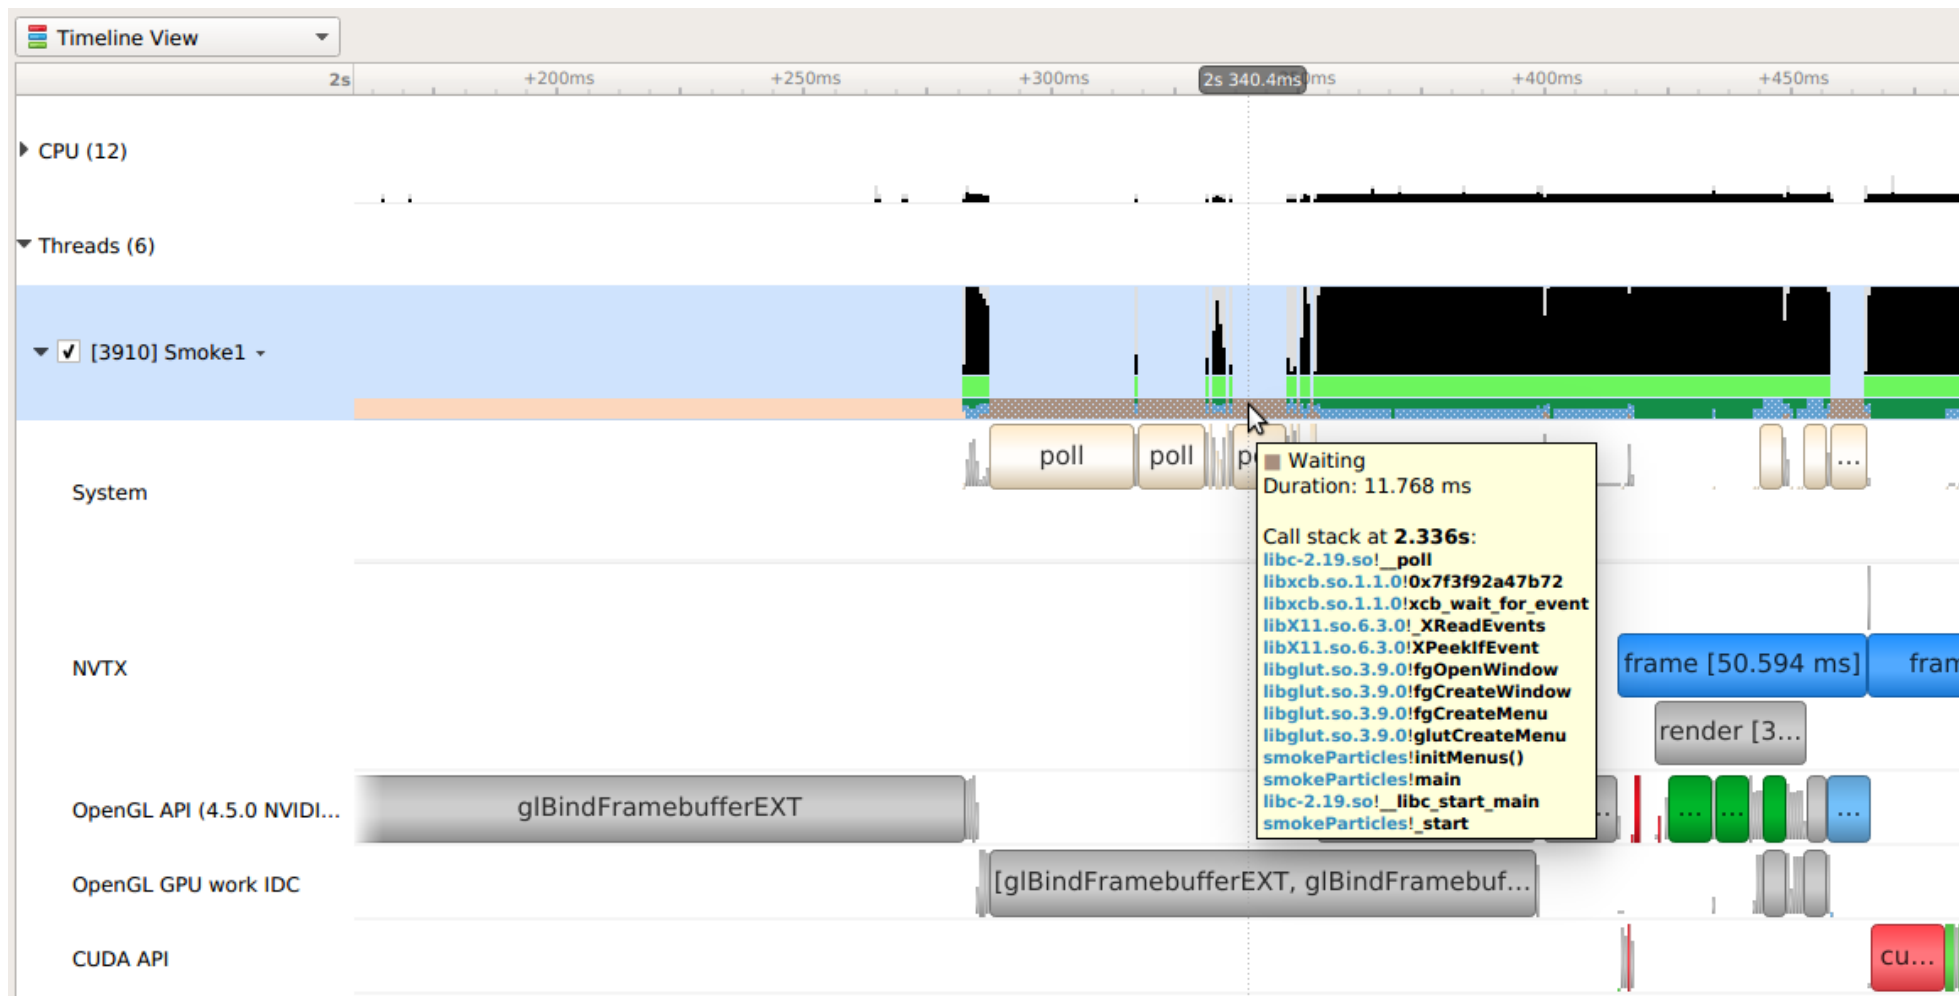 Timeline View
2s +200ms +250ms +300ms 2s 340.4ms 0ms +400ms +450ms
CPU (12)
Threads (6)
[3910] Smoke1
System
poll poll ...
Waiting
Duration: 11.768 ms
Call stack at 2.336s:
libc-2.19.so!__poll
libxcb.so.1.1.0!0x7f3f92a47b72
libxcb.so.1.1.0!xcb_wait_for_event
libX11.so.6.3.0!_XReadEvents
libX11.so.6.3.0!XPeekIfEvent
libglut.so.3.9.0!fgOpenWindow
libglut.so.3.9.0!fgCreateWindow
libglut.so.3.9.0!fgCreateMenu
libglut.so.3.9.0!glutCreateMenu
smokeParticles!initMenus()
smokeParticles!main
libc-2.19.so!__libc_start_main
smokeParticles!_start
NVTX
frame [50.594 ms] fram
render [3...
OpenGL API (4.5.0 NVIDI...
glBindFramebufferEXT ... ... ...
OpenGL GPU work IDC
[glBindFramebufferEXT, glBindFramebuf...
CUDA API
cu...